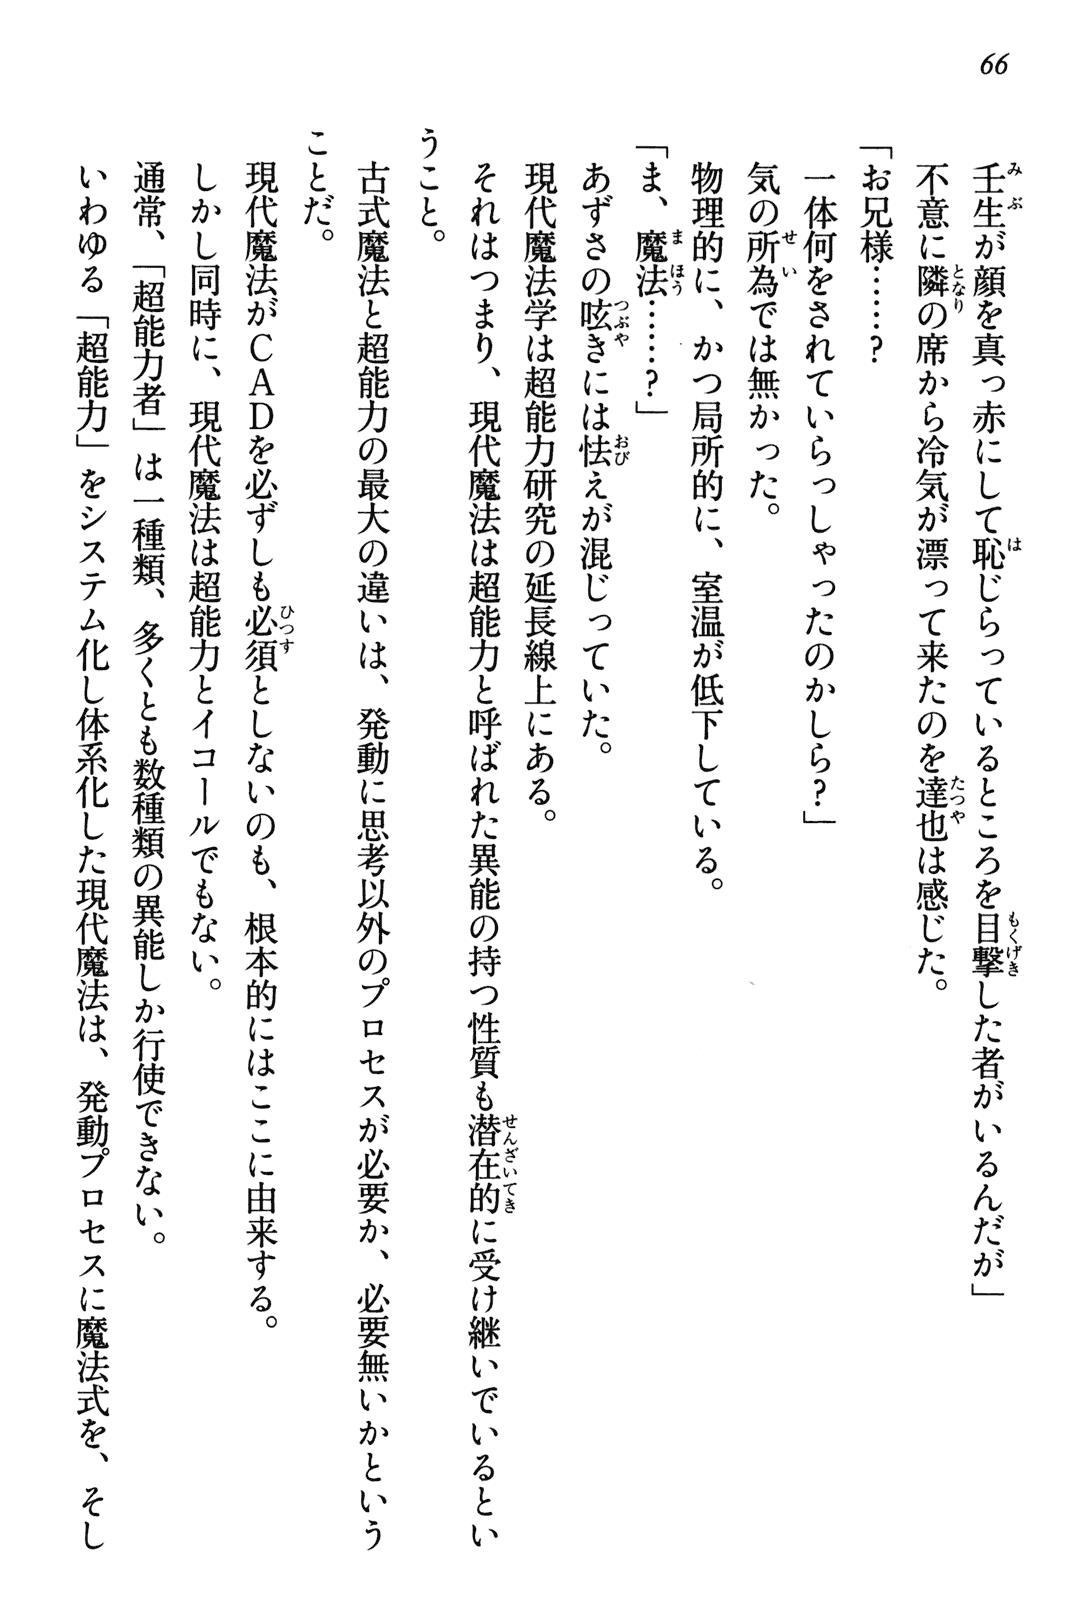 66
壬生が顔を真っ赤にして恥じらっているところを目撃した者がいるんだが」
不意に隣の席から冷気が漂って来たのを達也は感じた。
「お兄様……？
一体何をされていらっしゃったのかしら？」
気の所為では無かった。
物理的に、かつ局所的に、室温が低下している。
「ま、魔法……？」
あずさの呟きには怯えが混じっていた。
現代魔法学は超能力研究の延長線上にある。
それはつまり、現代魔法は超能力と呼ばれた異能の持つ性質も潜在的に受け継いでいるとい
うこと。
古式魔法と超能力の最大の違いは、発動に思考以外のプロセスが必要か、必要無いかという
ことだ。
現代魔法がＣＡＤを必ずしも必須としないのも、根本的にはここに由来する。
しかし同時に、現代魔法は超能力とイコールでもない。
通常、「超能力者」は一種類、多くとも数種類の異能しか行使できない。
いわゆる「超能力」をシステム化し体系化した現代魔法は、発動プロセスに魔法式を、そし